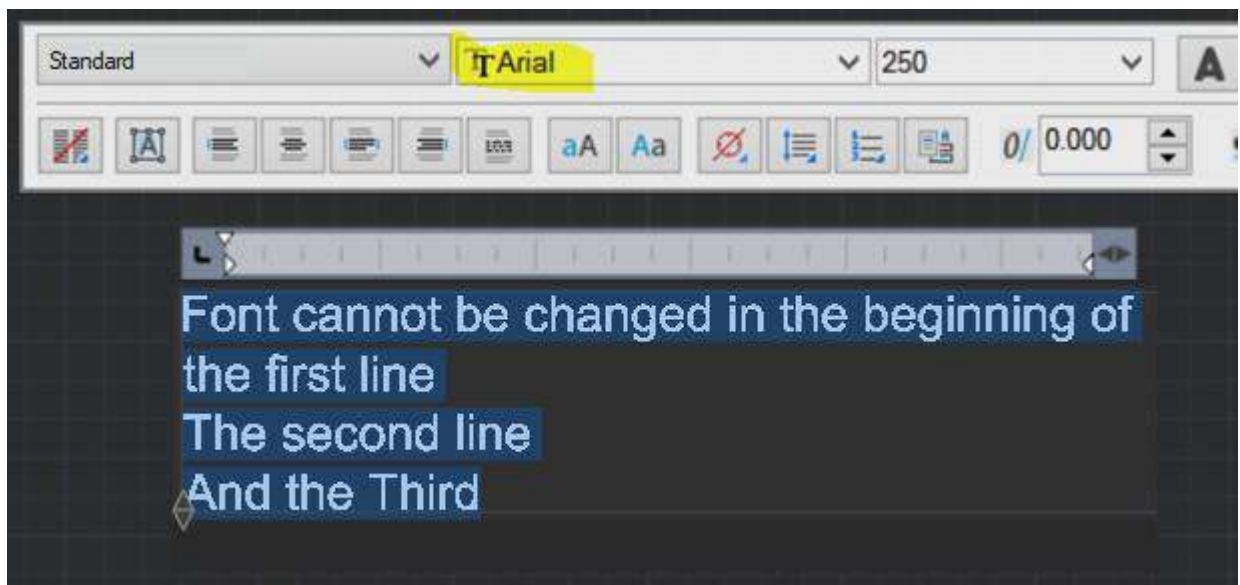 Standard Arial 250 A
A aA Aa 0/ 0.000
Font cannot be changed in the beginning of
the first line
The second line
And the Third